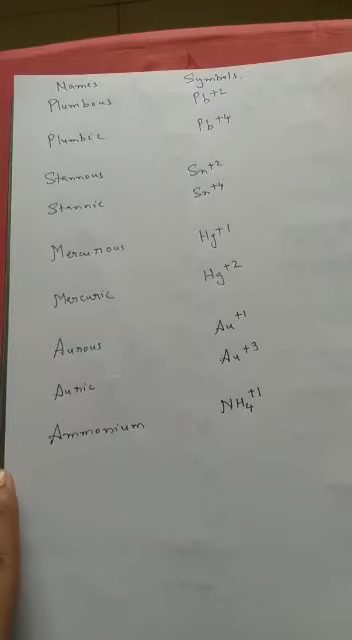 Names Symbols.
Plumbous Pb+2
Plumbic Pb+4
Stannous Sn+2
Stannic Sn+4
Mercurous Hg+1
Mercuric Hg+2
Aurous Au+1
Auric Au+3
Ammonium NH4+1